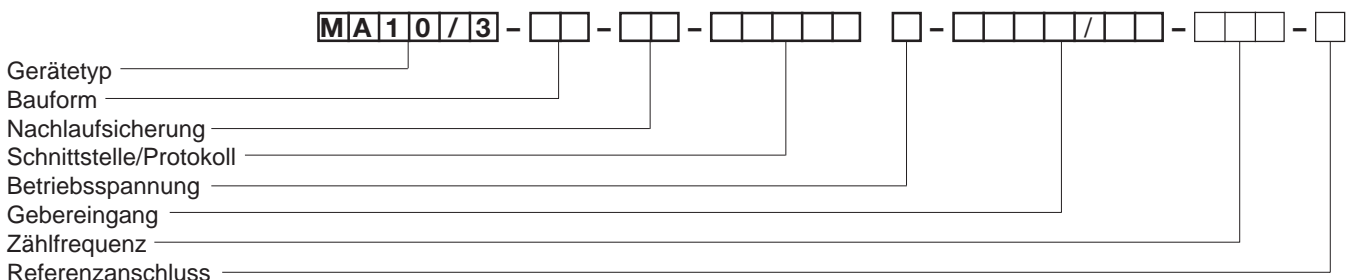 MA10/3 – – – – / – –
Gerätetyp
Bauform
Nachlaufsicherung
Schnittstelle/Protokoll
Betriebsspannung
Gebereingang
Zählfrequenz
Referenzanschluss